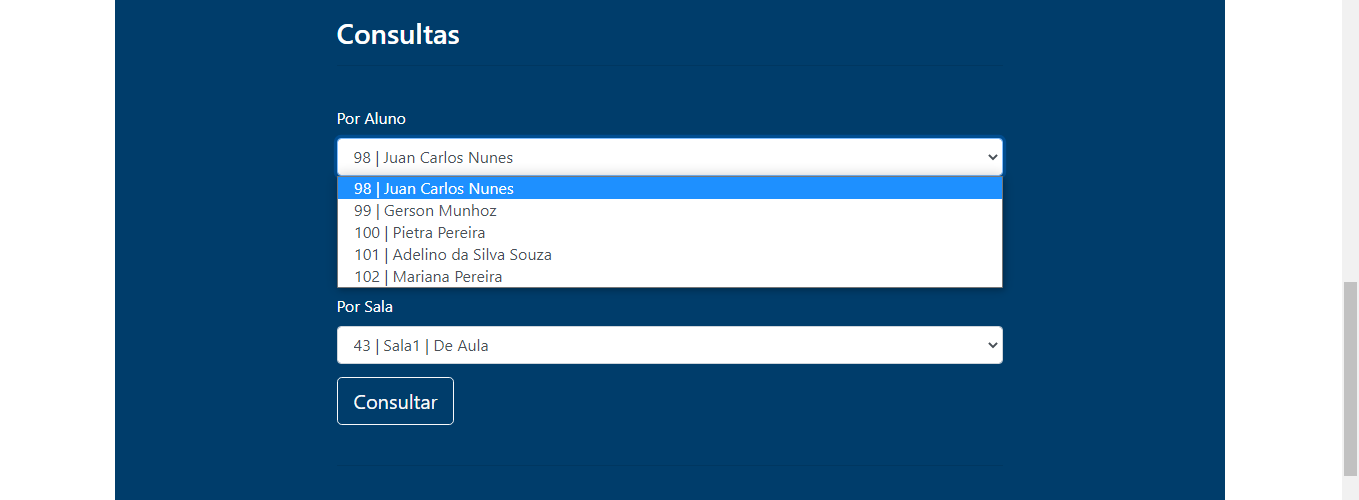 Consultas
Por Aluno
98 | Juan Carlos Nunes
98 | Juan Carlos Nunes
99 | Gerson Munhoz
100 | Pietra Pereira
101 | Adelino da Silva Souza
102 | Mariana Pereira
Por Sala
43 | Sala1 | De Aula
Consultar